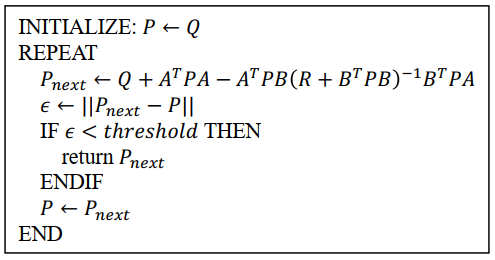 INITIALIZE: P ← Q
REPEAT
P_next ← Q + A^T PA − A^T PB(R + B^T PB)^−1 B^T PA
ϵ ← ||P_next − P||
IF ϵ < threshold THEN
return P_next
ENDIF
P ← P_next
END